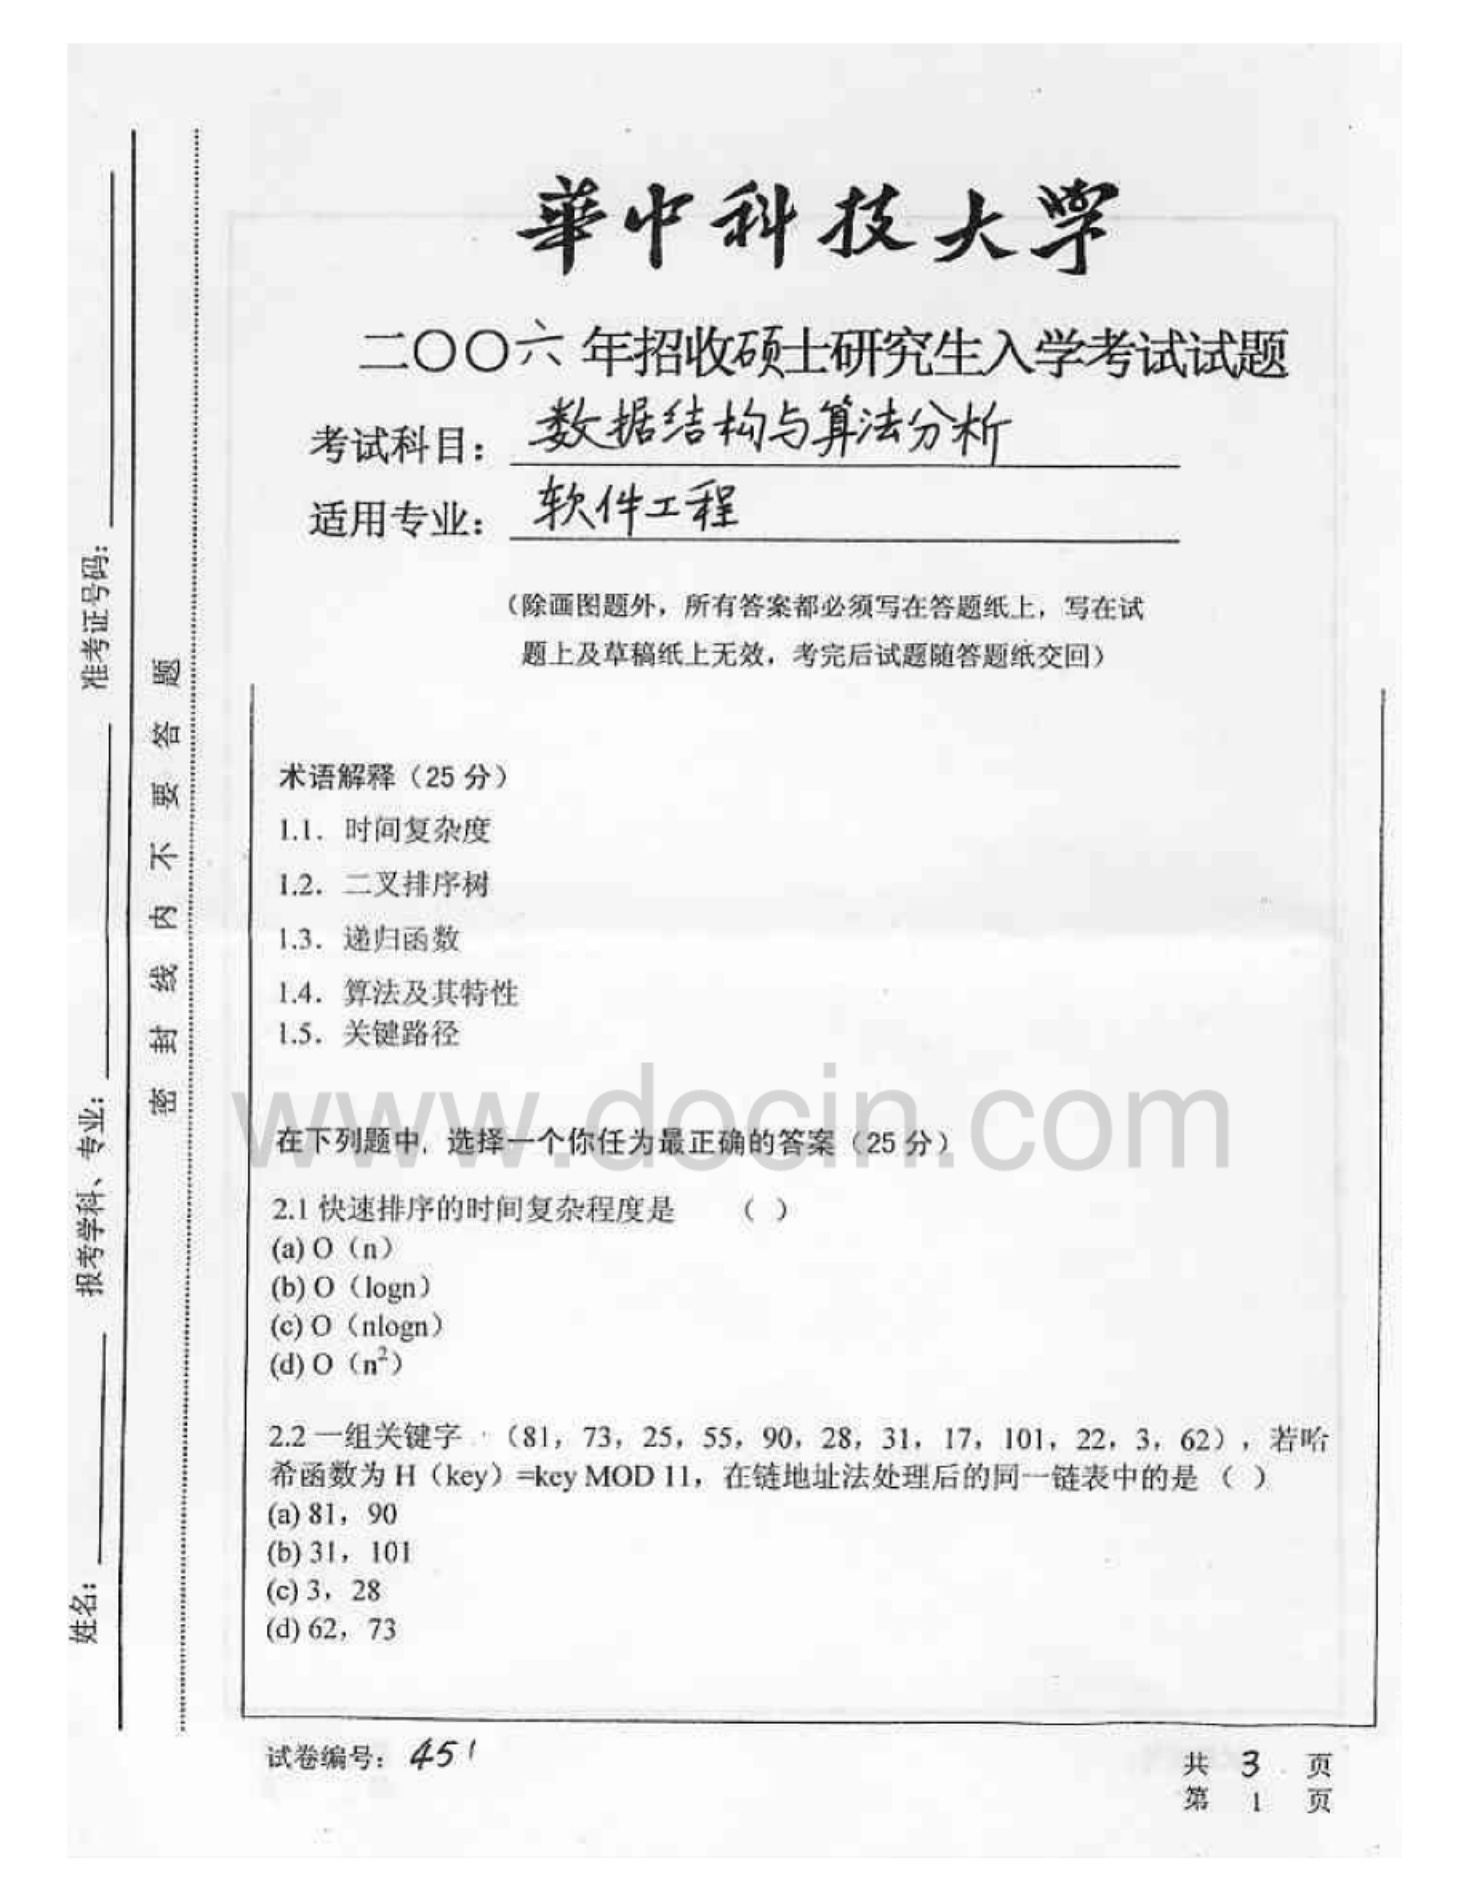 華中科技大学
二〇〇六年招收硕士研究生入学考试试题
考试科目：数据结构与算法分析
适用专业：软件工程
（除画图题外，所有答案都必须写在答题纸上，写在试
题上及草稿纸上无效，考完后试题随答题纸交回）
准考证号码：
报考学科、专业：
姓名：
密封线内不要答题
术语解释（25 分）
1.1．时间复杂度
1.2．二叉排序树
1.3．递归函数
1.4．算法及其特性
1.5．关键路径
www.docin.com
在下列题中，选择一个你任为最正确的答案（25 分）
2.1 快速排序的时间复杂程度是 （ ）
(a) O（n）
(b) O（logn）
(c) O（nlogn）
(d) O（n²）
2.2 一组关键字 （81，73，25，55，90，28，31，17，101，22，3，62），若哈
希函数为 H（key）=key MOD 11，在链地址法处理后的同一链表中的是（ ）
(a) 81，90
(b) 31，101
(c) 3，28
(d) 62，73
试卷编号：451
共 3 页
第 1 页